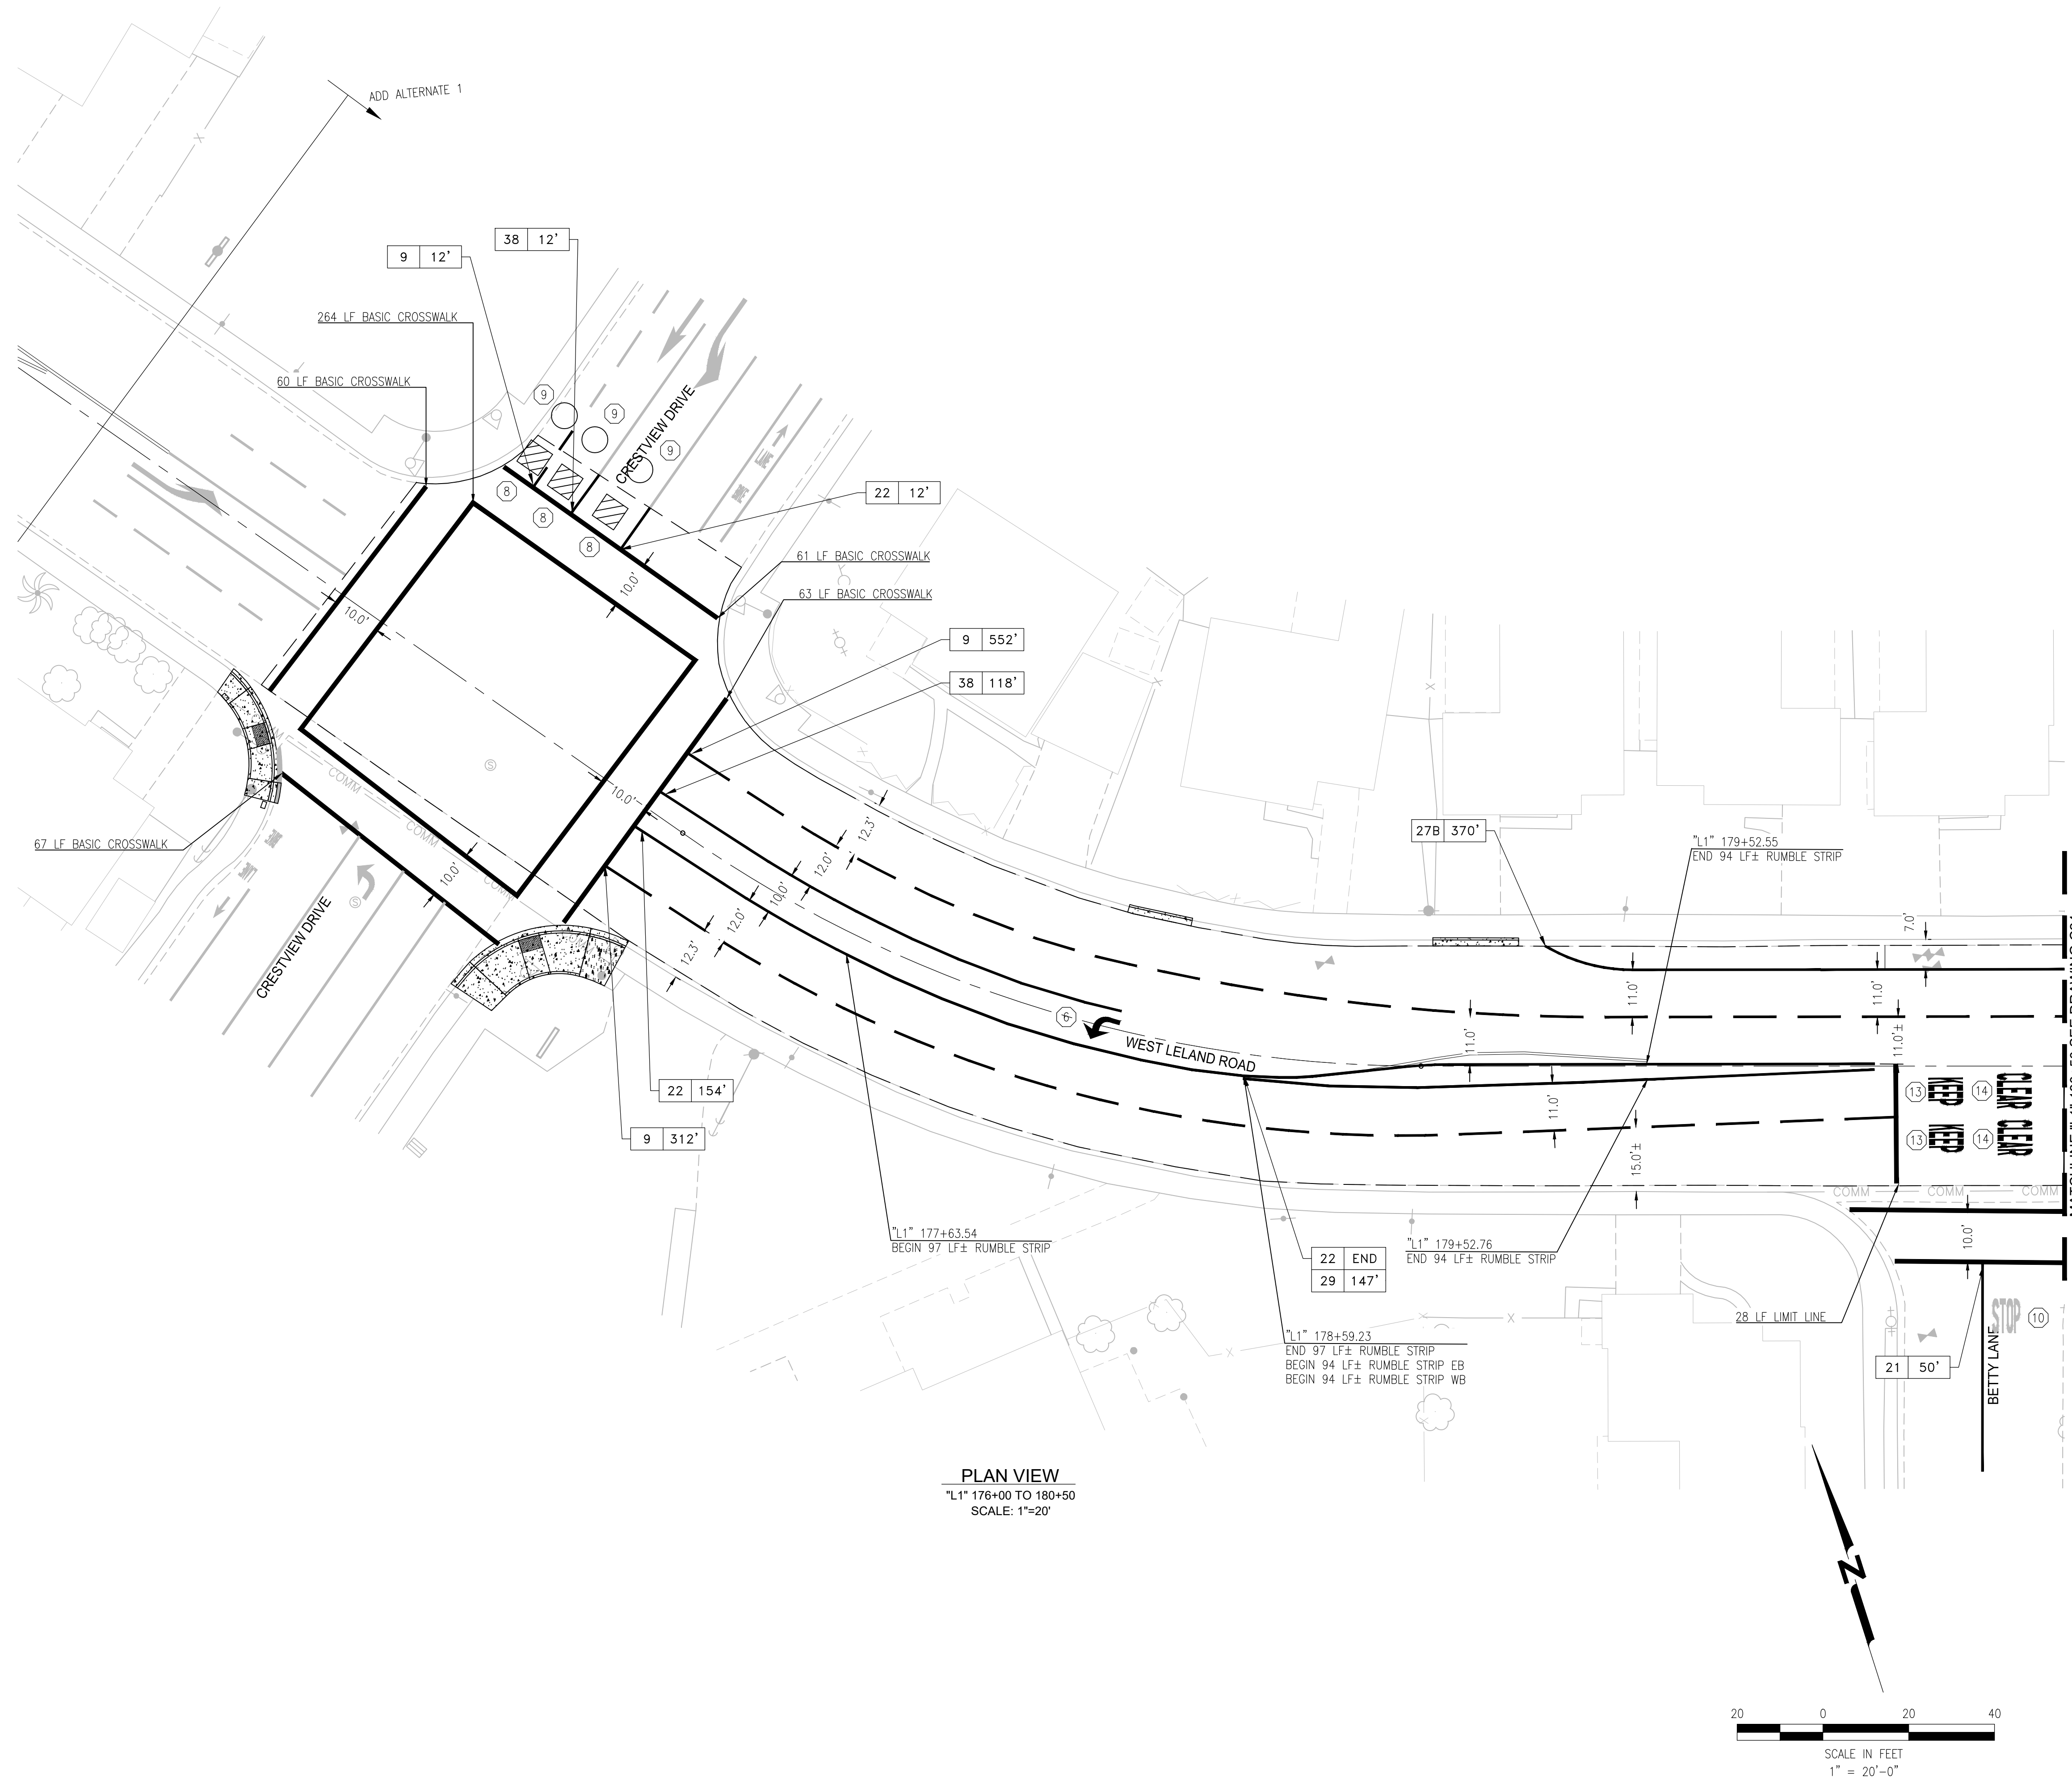 ADD ALTERNATE 1
38 12'
9 12'
264 LF BASIC CROSSWALK
60 LF BASIC CROSSWALK
9
9
9
CRESTVIEW DRIVE
8
8
8
22 12'
10.0'
61 LF BASIC CROSSWALK
63 LF BASIC CROSSWALK
10.0'
9 552'
38 118'
S
10.0'
COMM
COMM
67 LF BASIC CROSSWALK
10.0'
S
CRESTVIEW DRIVE
12.3'
12.0'
10.0'
12.0'
12.3'
27B 370'
"L1" 179+52.55
END 94 LF± RUMBLE STRIP
7.0'
11.0'
11.0'
11.0'
11.0'±
6
WEST LELAND ROAD
22 154'
9 312'
11.0'
15.0'±
13 KEEP 14 CLEAR CLEAR
13 KEEP 14
COMM COMM COMM
10.0'
"L1" 177+63.54
BEGIN 97 LF± RUMBLE STRIP
22 END
29 147'
"L1" 179+52.76
END 94 LF± RUMBLE STRIP
28 LF LIMIT LINE
STOP 10
21 50'
BETTY LANE
"L1" 178+59.23
END 97 LF± RUMBLE STRIP
BEGIN 94 LF± RUMBLE STRIP EB
BEGIN 94 LF± RUMBLE STRIP WB
PLAN VIEW
"L1" 176+00 TO 180+50
SCALE: 1"=20'
N
20 0 20 40
SCALE IN FEET
1" = 20'-0"